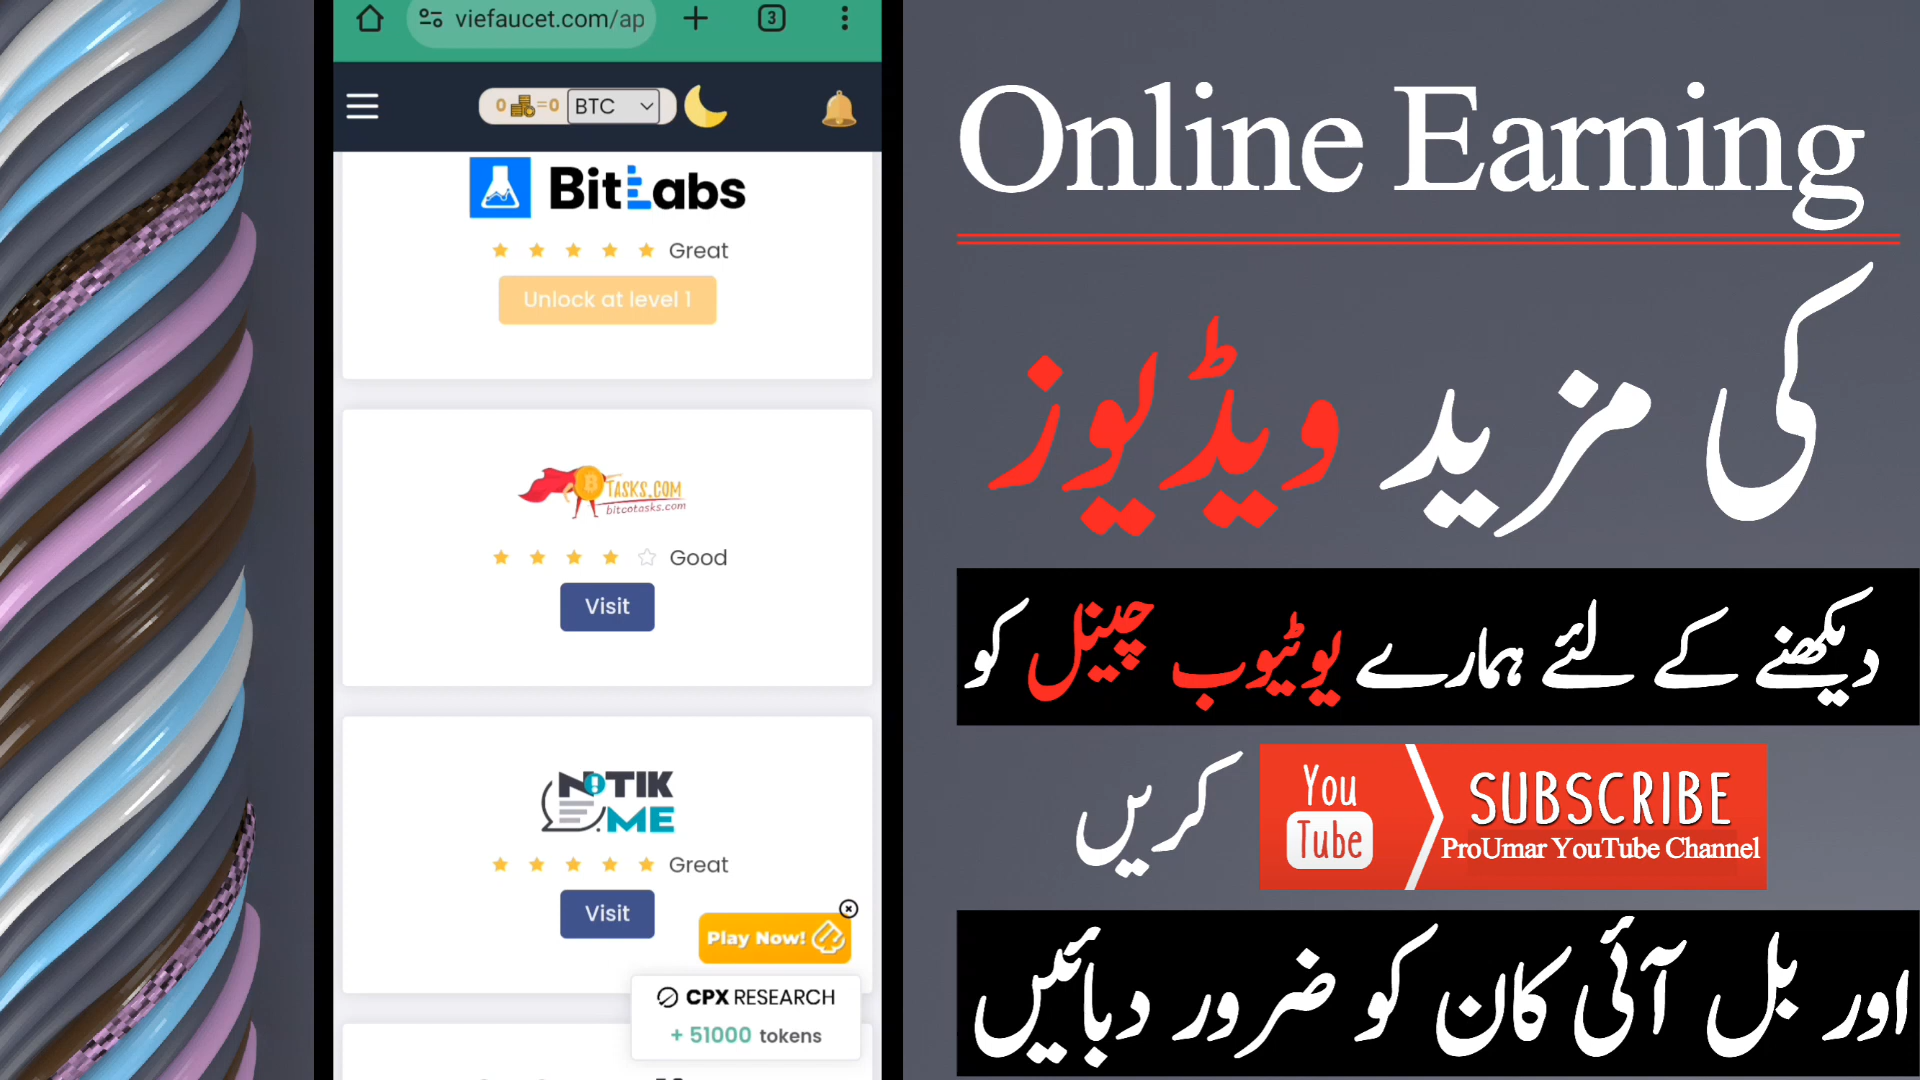 viefaucet.com/ap
3
0 =0 BTC
BitLabs
Great
Unlock at level 1
TASKS.COM
bitcotasks.com
Good
Visit
NOTIK
.ME
Great
Visit
Play Now!
CPX RESEARCH
+ 51000 tokens
Online Earning
کی مزید ویڈیوز
دیکھنے کے لئے ہمارے یوٹیوب چینل کو
کریں
You
Tube
SUBSCRIBE
ProUmar YouTube Channel
اور بل آئی کان کو ضرور دبائیں